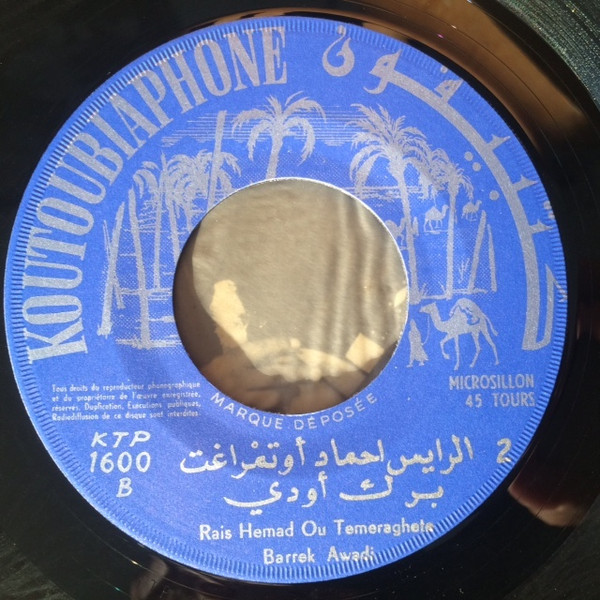 KOUTOUBIAPHONE
كتبيفون
Tous droits du reproducteur phonographique
et du propriétaire de l'œuvre enregistrée,
réservés. Duplication, Exécutions publiques,
Radiodiffusion de ce disque sont interdites.
MARQUE DÉPOSÉE
MICROSILLON
45 TOURS
KTP
1600
B
الرايس احماد أوتمراغت 2
برك أودي
Rais Hemad Ou Temeraghete
Barrek Awadi